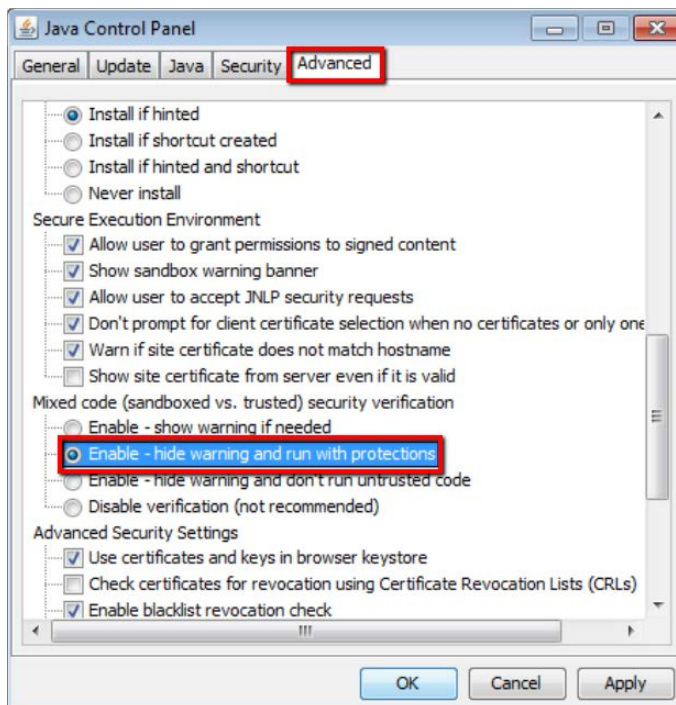 Java Control Panel
General Update Java Security Advanced
Install if hinted
Install if shortcut created
Install if hinted and shortcut
Never install
Secure Execution Environment
Allow user to grant permissions to signed content
Show sandbox warning banner
Allow user to accept JNLP security requests
Don't prompt for client certificate selection when no certificates or only one
Warn if site certificate does not match hostname
Show site certificate from server even if it is valid
Mixed code (sandboxed vs. trusted) security verification
Enable - show warning if needed
Enable - hide warning and run with protections
Enable - hide warning and don't run untrusted code
Disable verification (not recommended)
Advanced Security Settings
Use certificates and keys in browser keystore
Check certificates for revocation using Certificate Revocation Lists (CRLs)
Enable blacklist revocation check
OK Cancel Apply